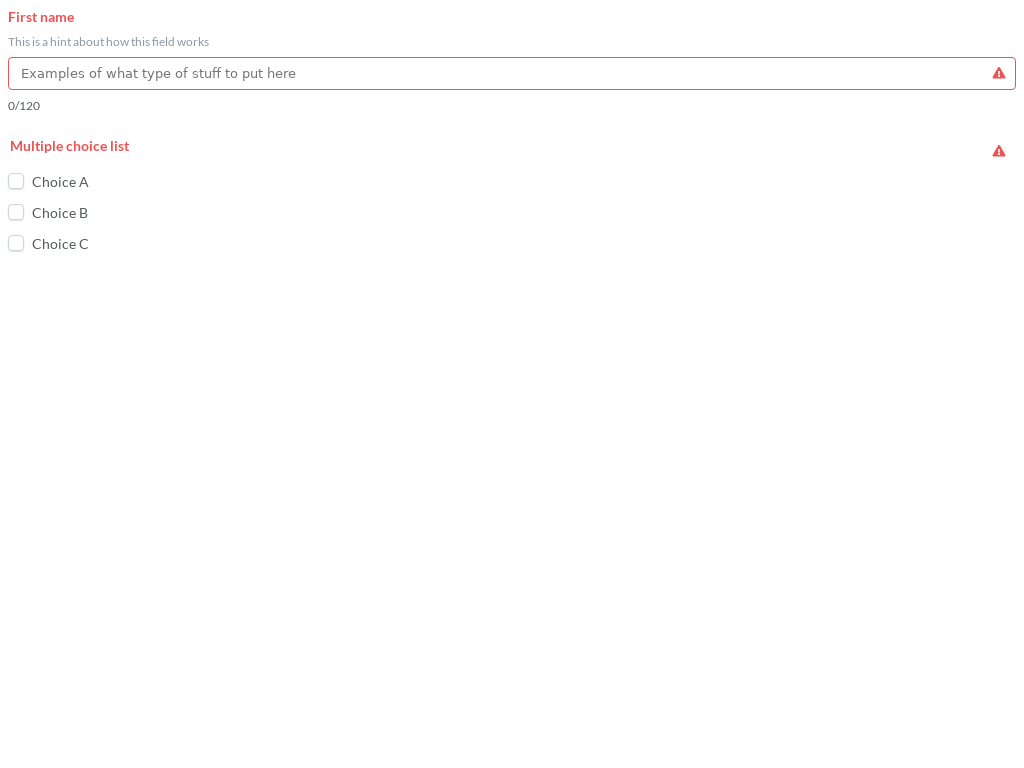 First name
This is a hint about how this field works
Examples of what type of stuff to put here
0/120
Multiple choice list
Choice A
Choice B
Choice C